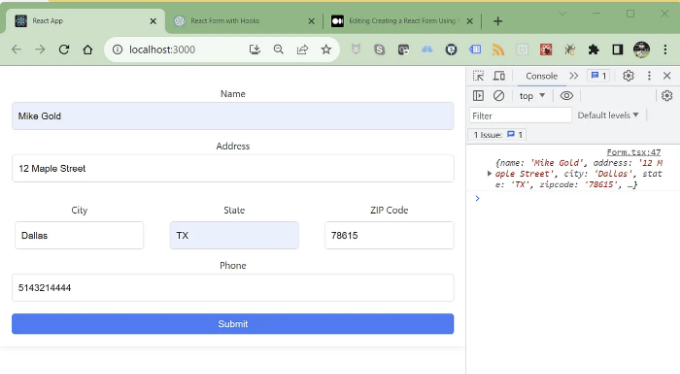 React App
React Form with Hooks
Editing Creating a React Form Using
localhost:3000
Console
1
top
Filter
Default levels
1 Issue: 1
Name
Mike Gold
Address
12 Maple Street
City
State
ZIP Code
Dallas
TX
78615
Phone
5143214444
Submit
Form.tsx:47
{name: 'Mike Gold', address: '12 M
aple Street', city: 'Dallas', stat
e: 'TX', zipcode: '78615', …}